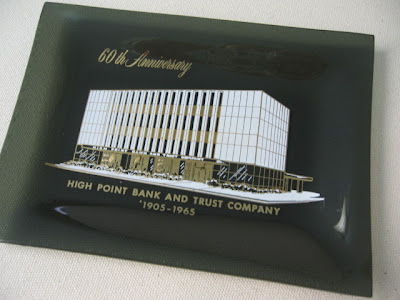 60th Anniversary
HIGH POINT BANK AND TRUST COMPANY
'1905-1965